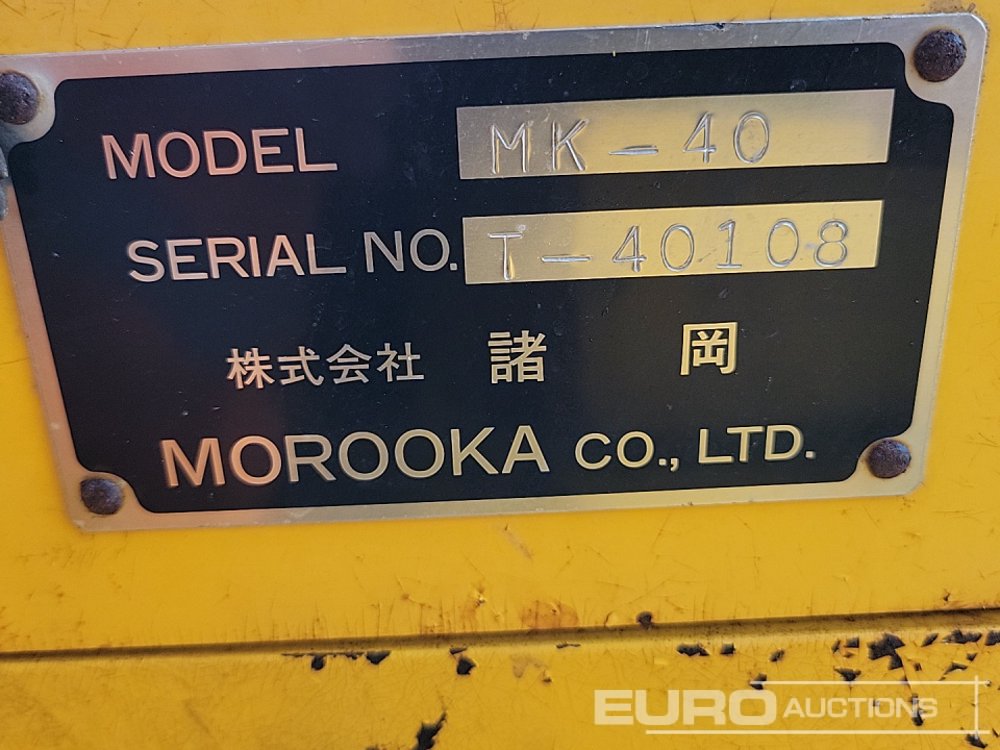 MODEL MK-40
SERIAL NO. T-40108
株式会社 諸 岡
MOROOKA CO., LTD.
EURO AUCTIONS